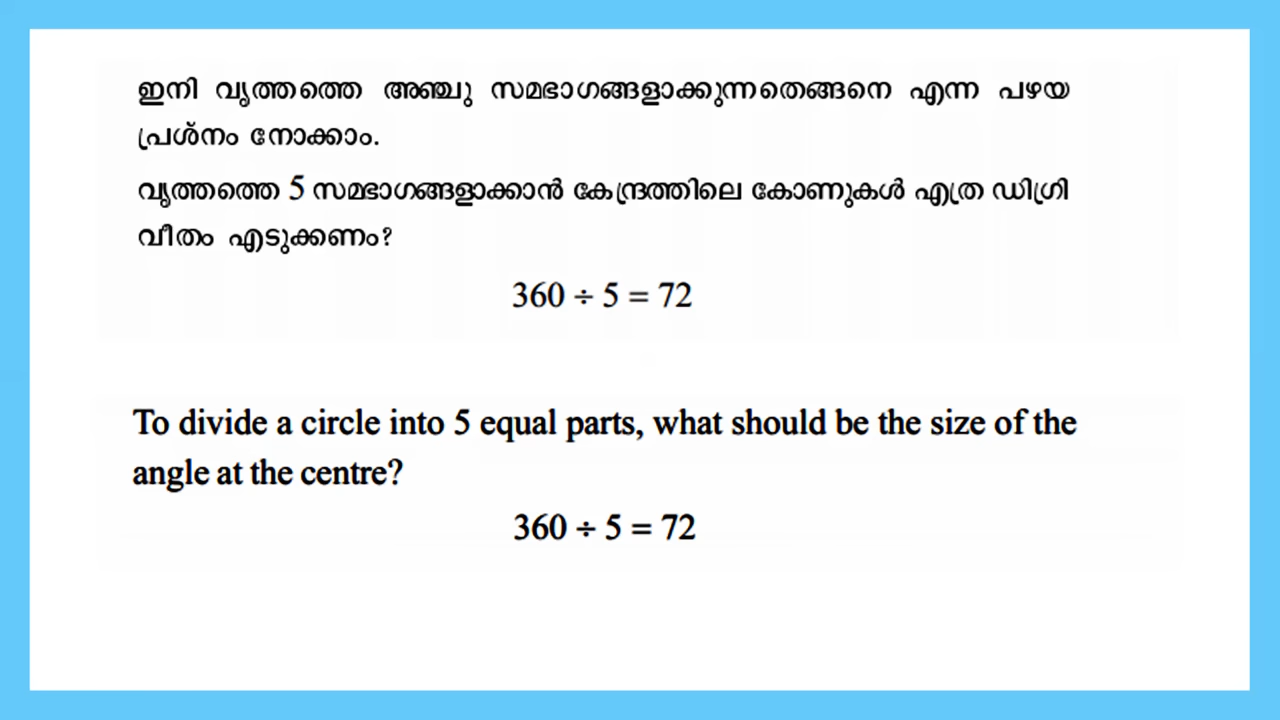 ഇനി വൃത്തത്തെ അഞ്ചു സമഭാഗങ്ങളാക്കുന്നതെങ്ങനെ എന്ന പഴയ
പ്രശ്നം നോക്കാം.
വൃത്തത്തെ 5 സമഭാഗങ്ങളാക്കാൻ കേന്ദ്രത്തിലെ കോണുകൾ എത്ര ഡിഗ്രി
വീതം എടുക്കണം?
360 ÷ 5 = 72
To divide a circle into 5 equal parts, what should be the size of the
angle at the centre?
360 ÷ 5 = 72